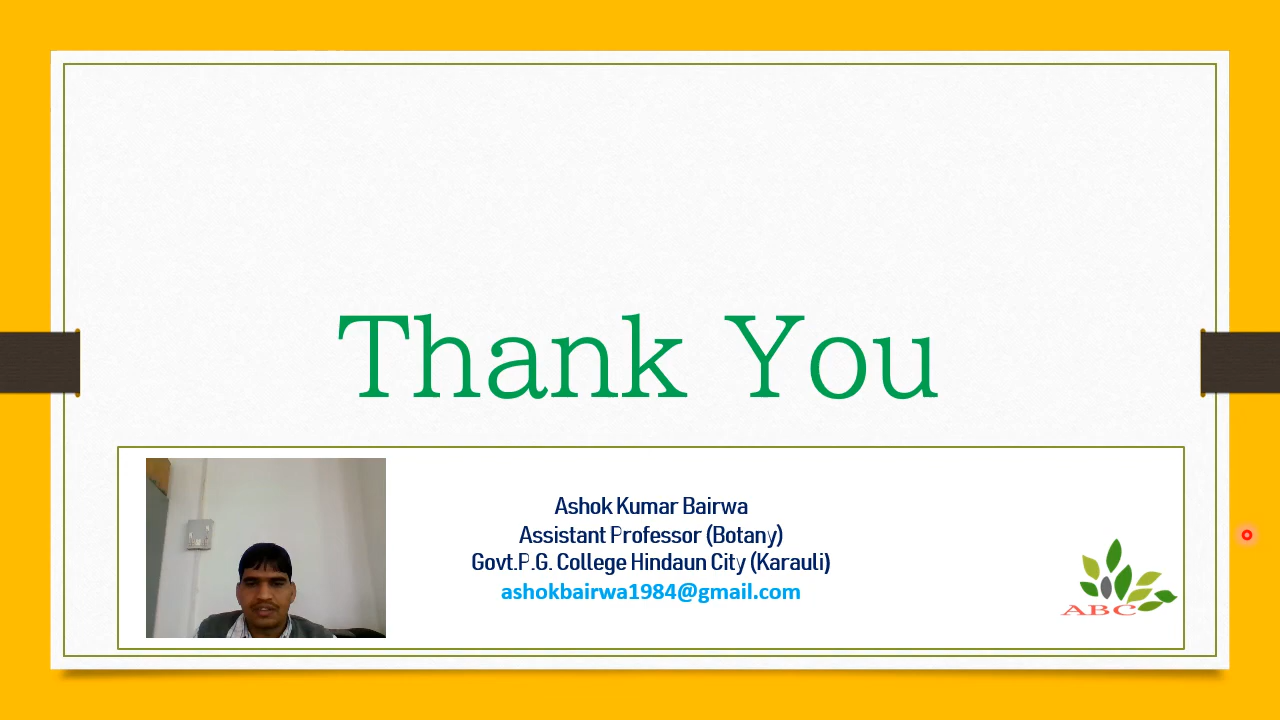 Thank You
Ashok Kumar Bairwa
Assistant Professor (Botany)
Govt.P.G. College Hindaun City (Karauli)
ashokbairwa1984@gmail.com
ABC